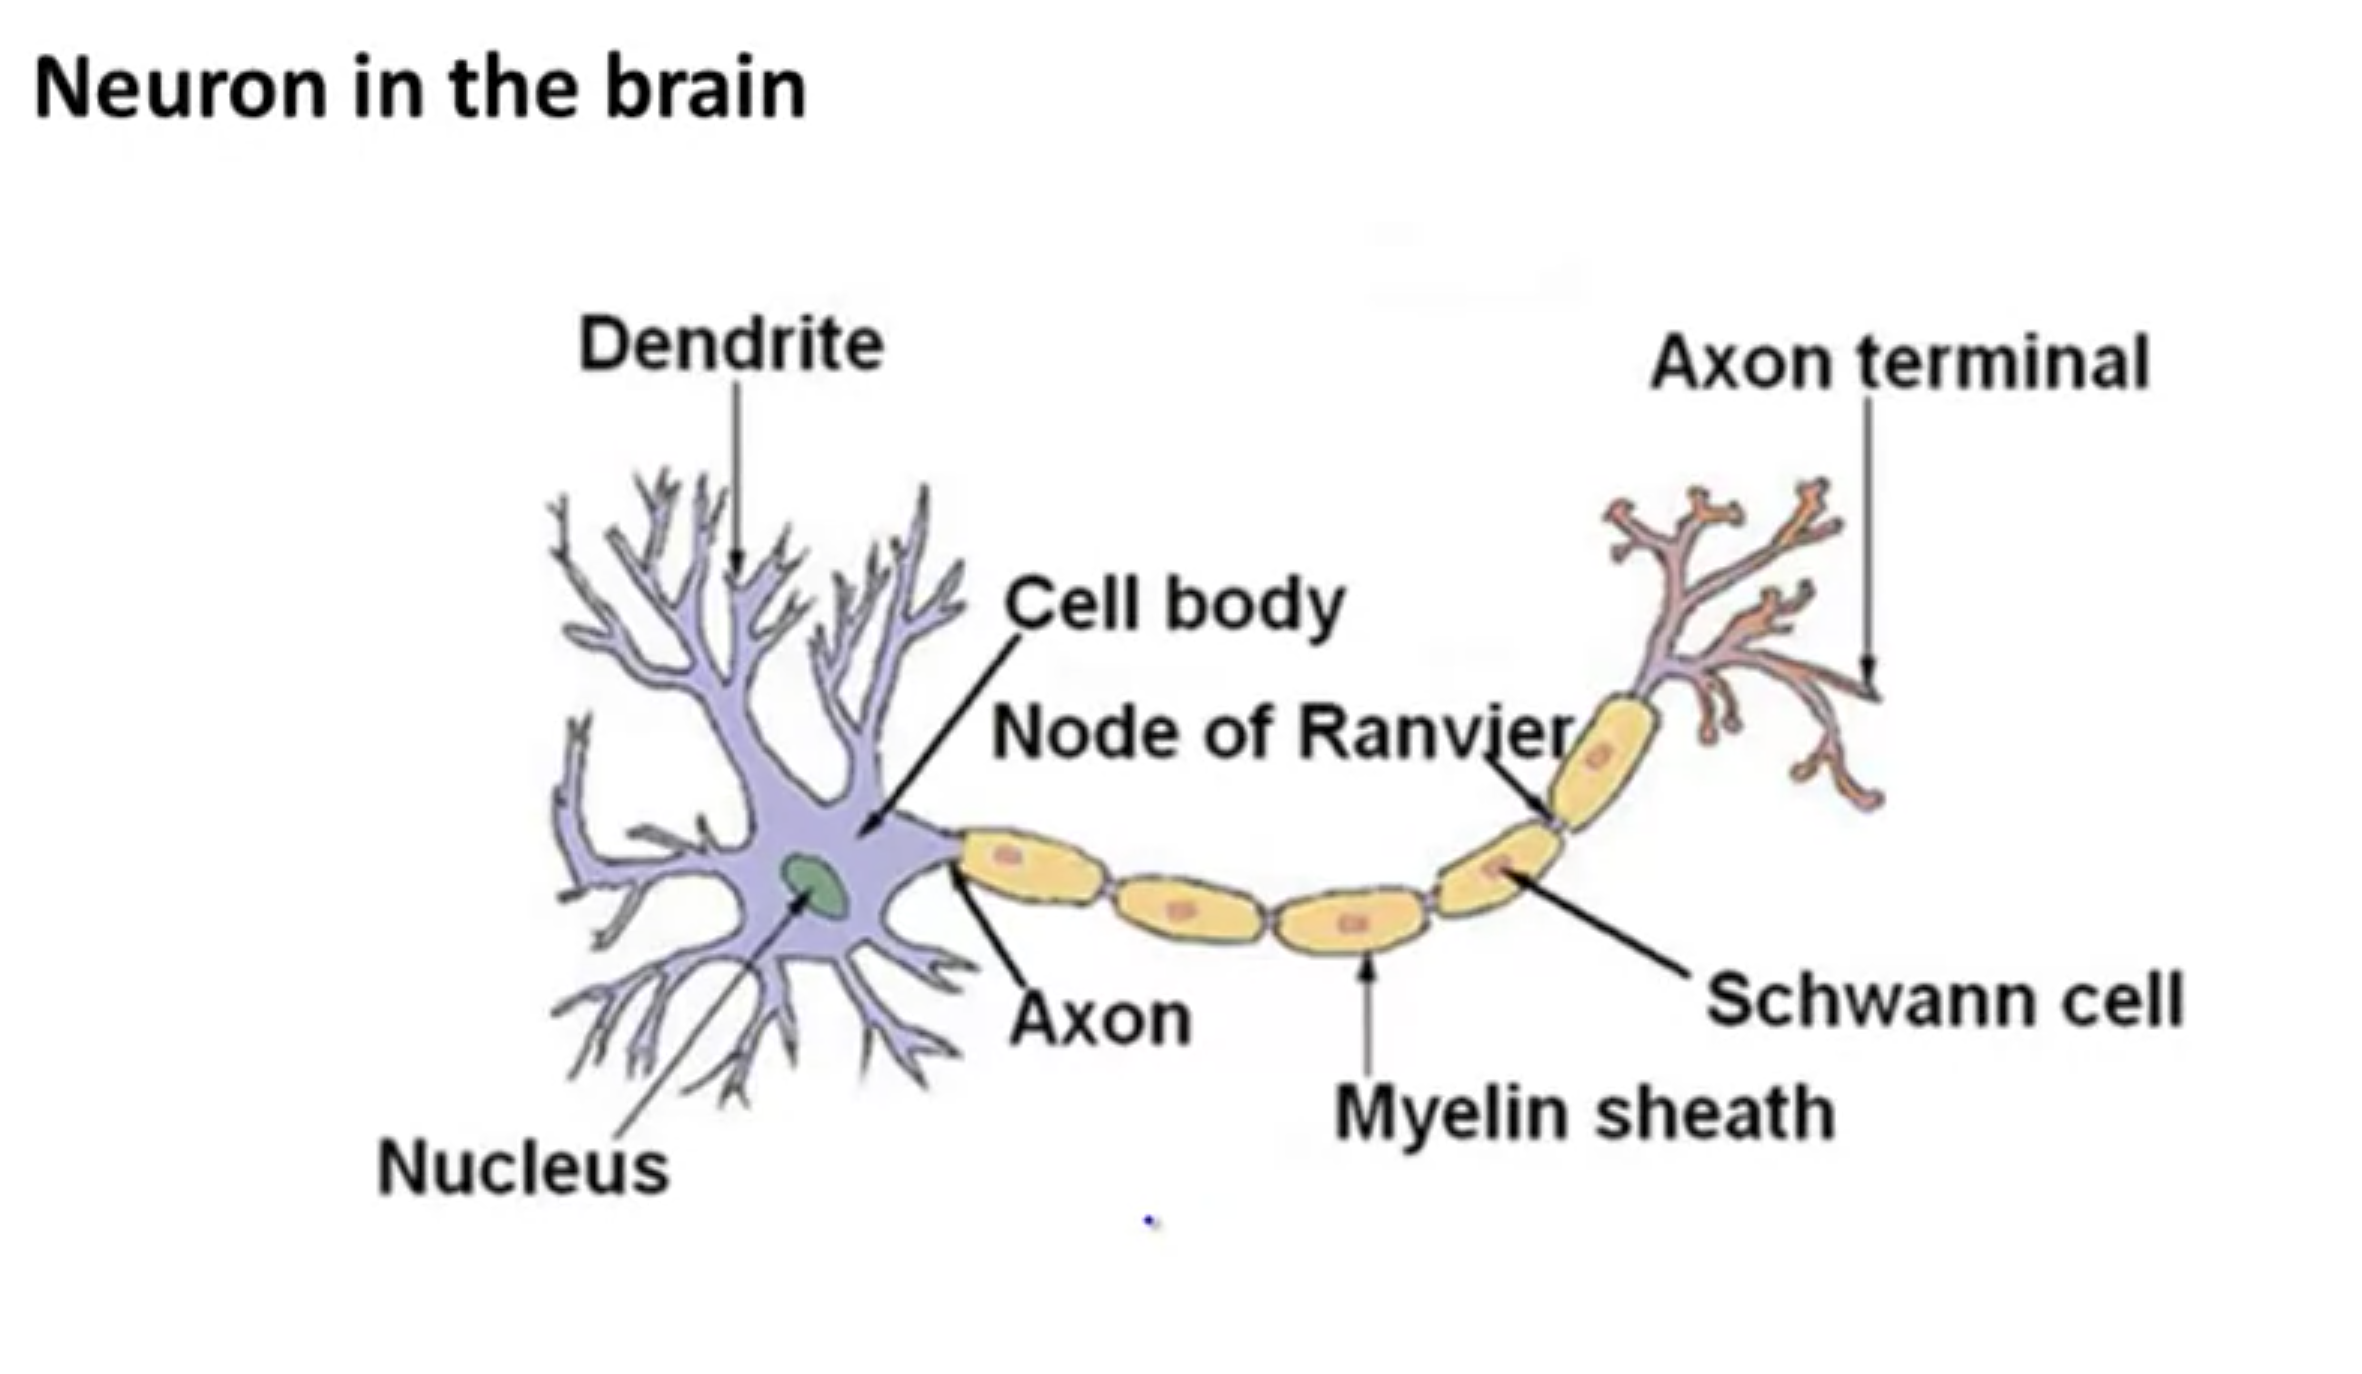 Neuron in the brain
Dendrite
Axon terminal
Cell body
Node of Ranvier
Axon
Schwann cell
Myelin sheath
Nucleus